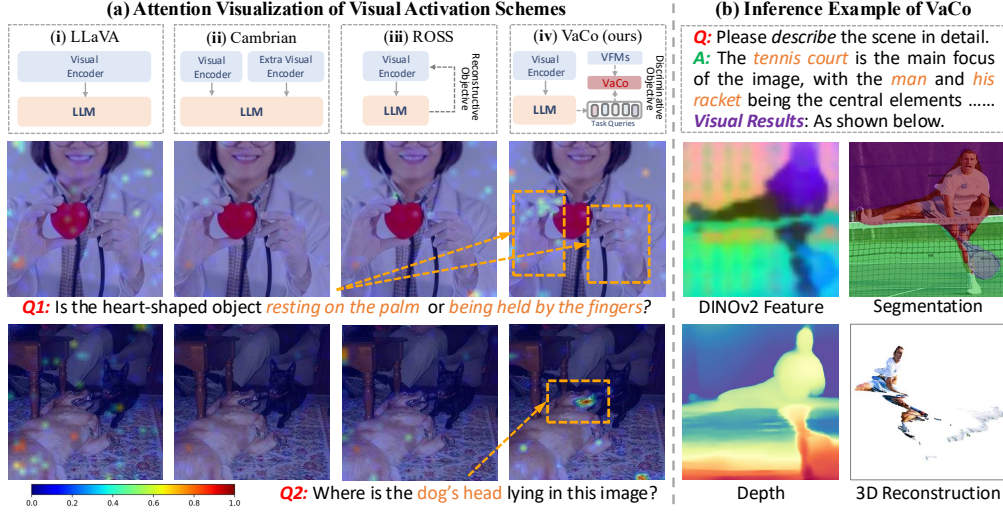 (a) Attention Visualization of Visual Activation Schemes
(i) LLaVA
Visual
Encoder
LLM
(ii) Cambrian
Visual
Encoder
Extra Visual
Encoder
LLM
(iii) ROSS
Visual
Encoder
LLM
Reconstructive
Objective
(iv) VaCo (ours)
Visual
Encoder
VFMs
VaCo
LLM
Task Queries
Discriminative
Objective
Q1: Is the heart-shaped object resting on the palm or being held by the fingers?
0.0 0.2 0.4 0.6 0.8 1.0
Q2: Where is the dog's head lying in this image?
(b) Inference Example of VaCo
Q: Please describe the scene in detail.
A: The tennis court is the main focus
of the image, with the man and his
racket being the central elements ......
Visual Results: As shown below.
DINOv2 Feature
Segmentation
Depth
3D Reconstruction